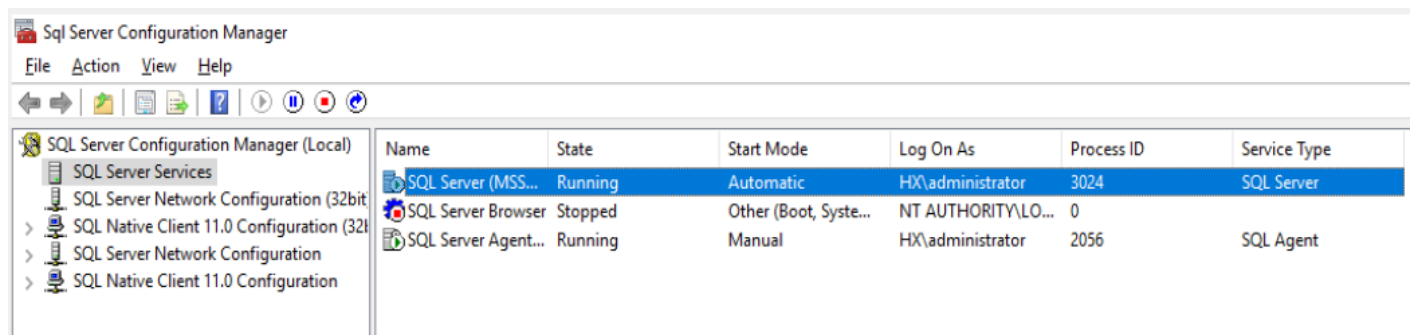 Sql Server Configuration Manager
File Action View Help
SQL Server Configuration Manager (Local)
SQL Server Services
SQL Server Network Configuration (32bit
SQL Native Client 11.0 Configuration (32b
SQL Server Network Configuration
SQL Native Client 11.0 Configuration
Name State Start Mode Log On As Process ID Service Type
SQL Server (MSS... Running Automatic HX\administrator 3024 SQL Server
SQL Server Browser Stopped Other (Boot, Syste... NT AUTHORITY\LO... 0
SQL Server Agent... Running Manual HX\administrator 2056 SQL Agent